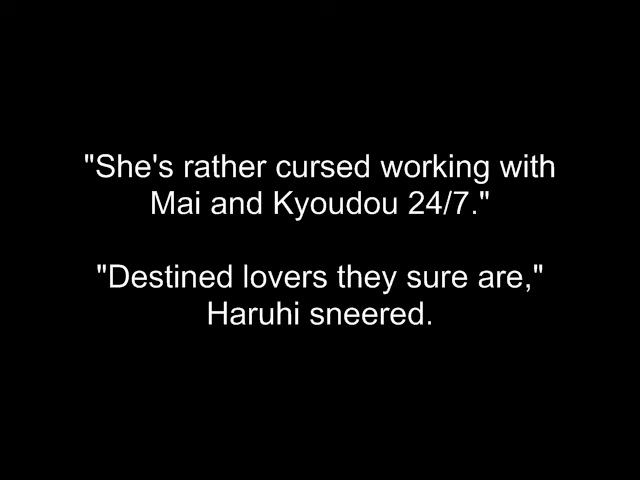 "She's rather cursed working with
Mai and Kyoudou 24/7."
"Destined lovers they sure are,"
Haruhi sneered.